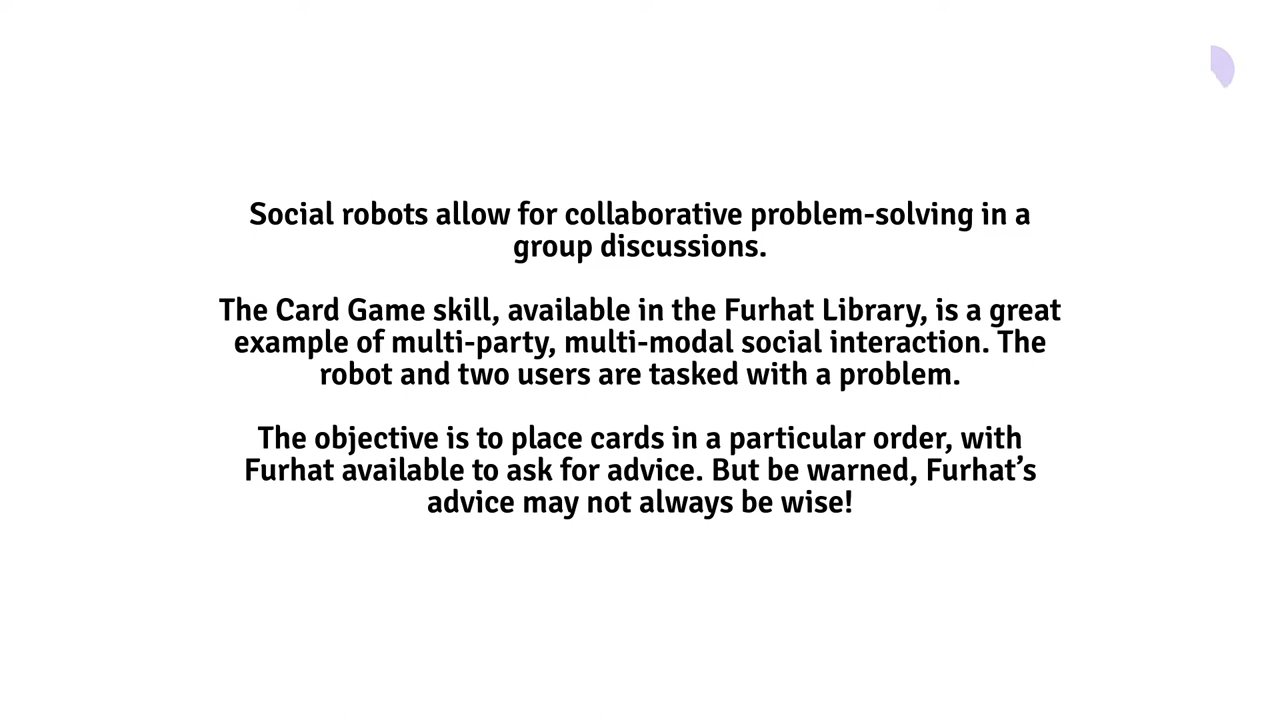 Social robots allow for collaborative problem-solving in a
group discussions.
The Card Game skill, available in the Furhat Library, is a great
example of multi-party, multi-modal social interaction. The
robot and two users are tasked with a problem.
The objective is to place cards in a particular order, with
Furhat available to ask for advice. But be warned, Furhat’s
advice may not always be wise!